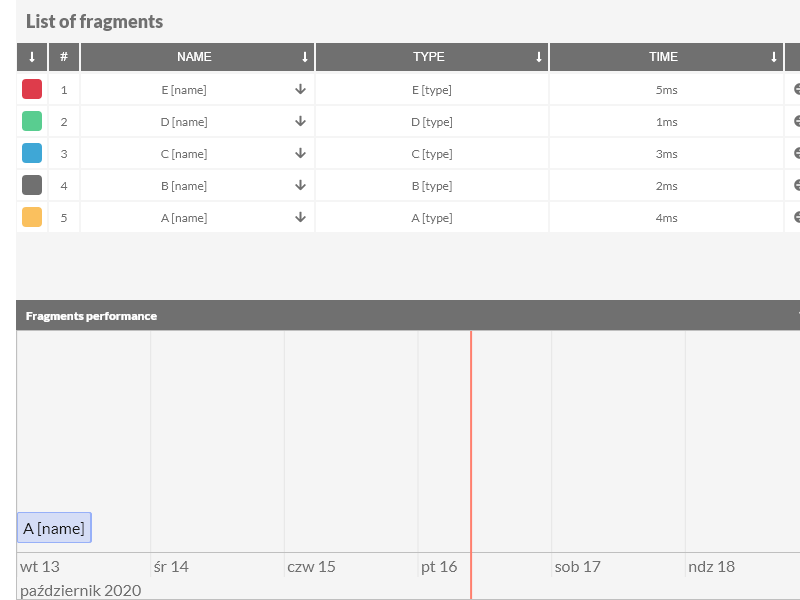 List of fragments
↓ # NAME ↓ TYPE ↓ TIME ↓
1 E [name] ↓ E [type] 5ms
2 D [name] ↓ D [type] 1ms
3 C [name] ↓ C [type] 3ms
4 B [name] ↓ B [type] 2ms
5 A [name] ↓ A [type] 4ms
Fragments performance
A [name]
wt 13 śr 14 czw 15 pt 16 sob 17 ndz 18
październik 2020